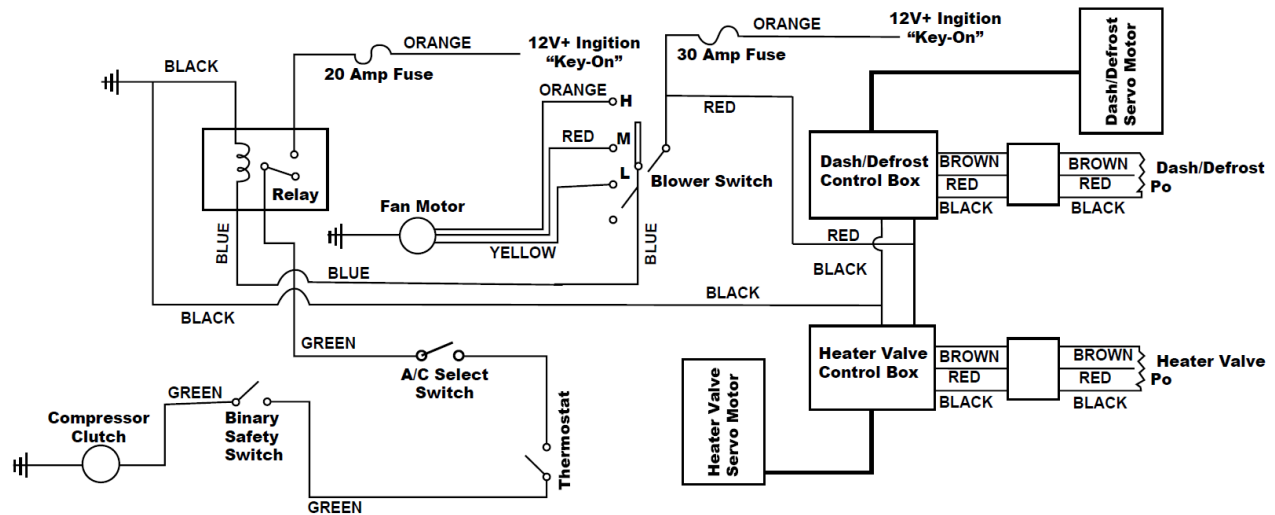 ORANGE
12V+ Ingition
“Key-On”
20 Amp Fuse
BLACK
ORANGE
12V+ Ingition
“Key-On”
30 Amp Fuse
RED
Dash/Defrost
Servo Motor
ORANGE
H
RED
M
L
YELLOW
Blower Switch
BLUE
Relay
Fan Motor
BLUE
BLUE
Dash/Defrost
Control Box
BROWN
RED
BLACK
BROWN
RED
BLACK
Dash/Defrost
Po
RED
BLACK
BLACK
BLACK
GREEN
A/C Select
Switch
Heater Valve
Control Box
BROWN
RED
BLACK
BROWN
RED
BLACK
Heater Valve
Po
Heater Valve
Servo Motor
GREEN
Compressor
Clutch
Binary
Safety
Switch
Thermostat
GREEN